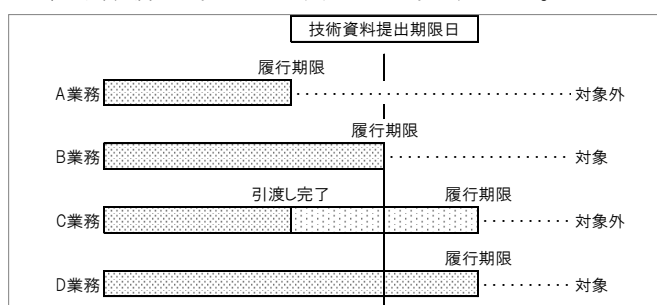 技術資料提出期限日
履行期限
A業務 対象外
履行期限
B業務 対象
引渡し完了 履行期限
C業務 対象外
履行期限
D業務 対象